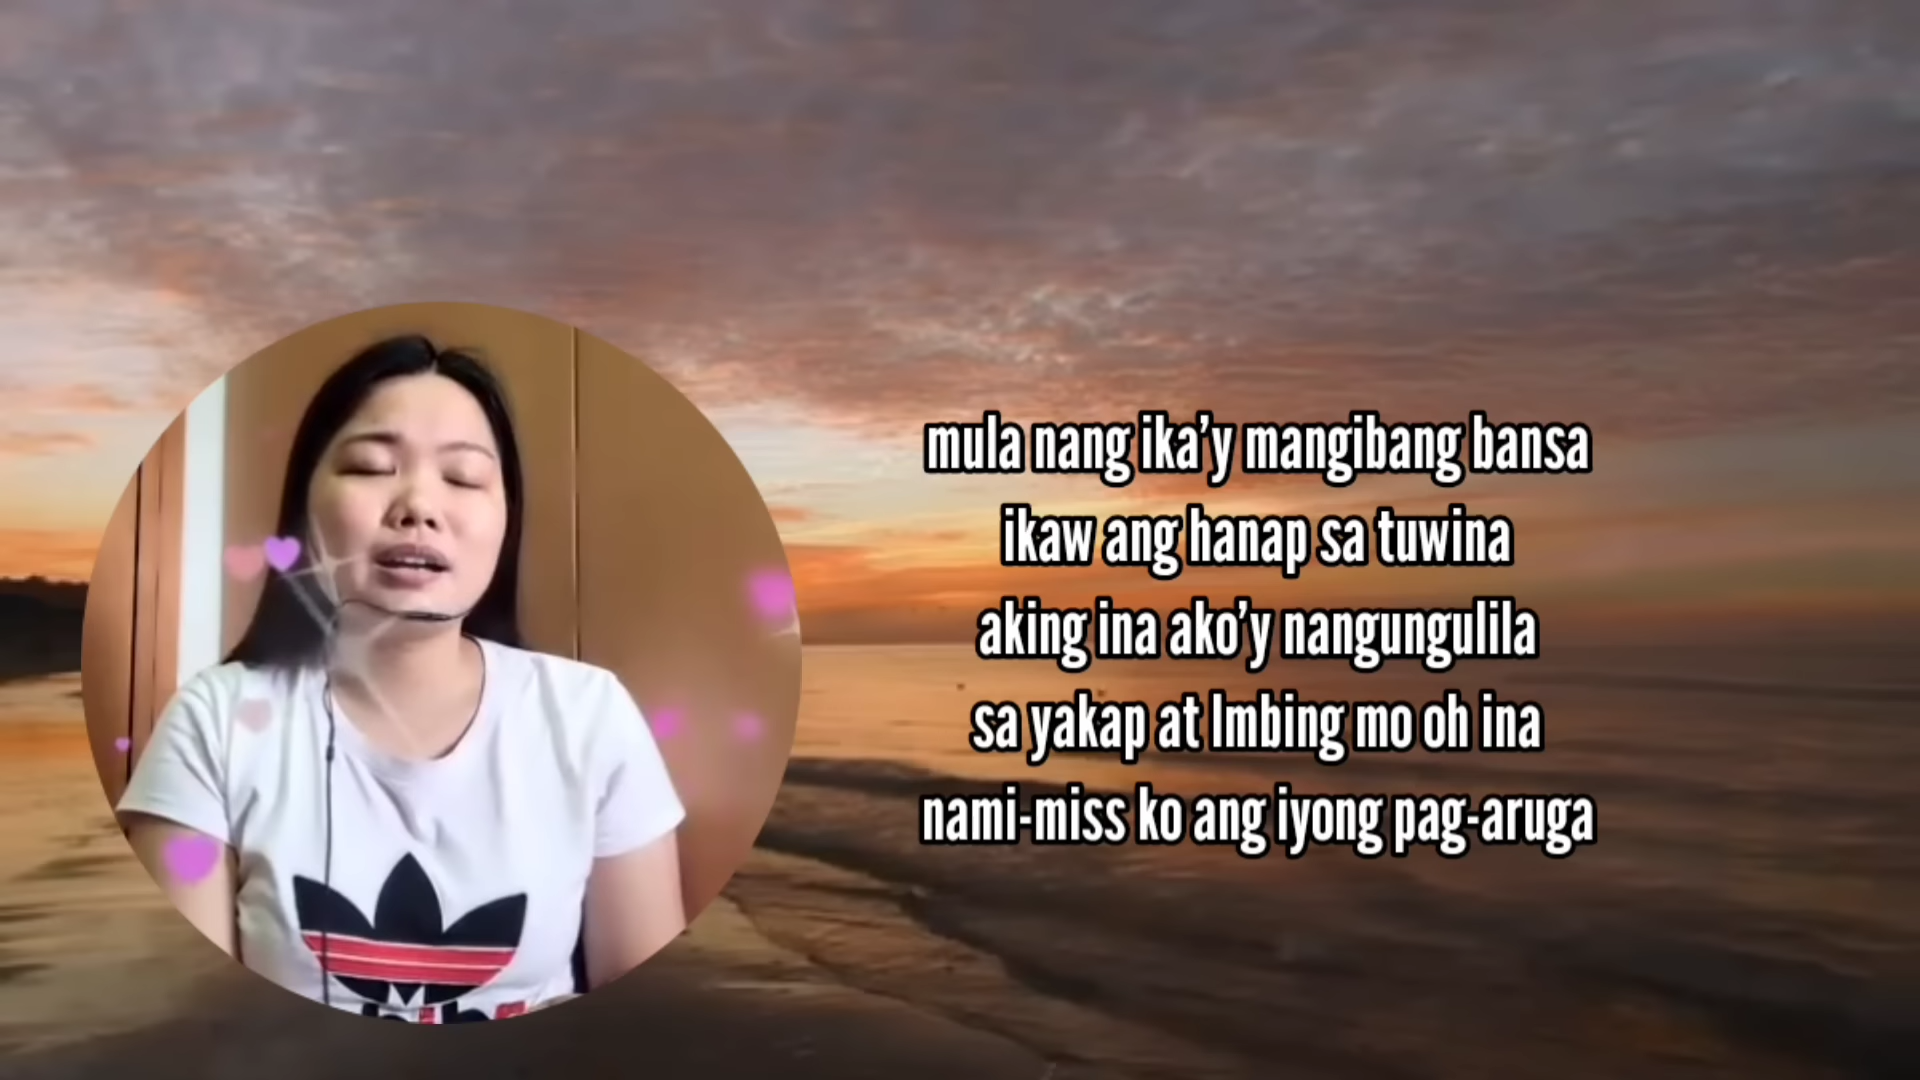 mula nang ika'y mangibang bansa
ikaw ang hanap sa tuwina
aking ina ako'y nangungulila
sa yakap at lmbing mo oh ina
nami-miss ko ang iyong pag-aruga